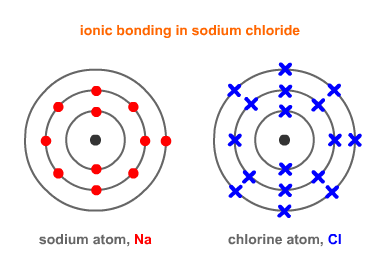 ionic bonding in sodium chloride
sodium atom, Na
chlorine atom, Cl